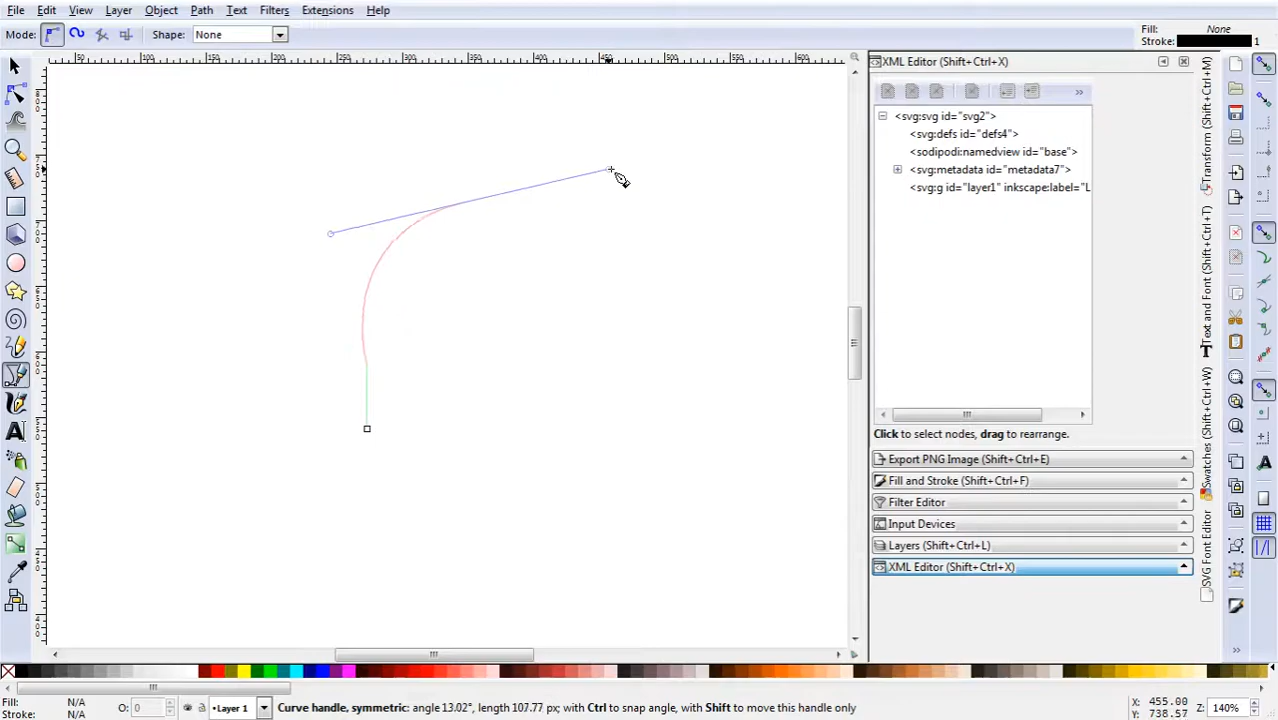 File Edit View Layer Object Path Text Filters Extensions Help
Mode: Shape: None
Fill: None
Stroke: 1
XML Editor (Shift+Ctrl+X)
<svg:svg id="svg2">
<svg:defs id="defs4">
<sodipodi:namedview id="base">
<svg:metadata id="metadata7">
<svg:g id="layer1" inkscape:label="L
Click to select nodes, drag to rearrange.
Export PNG Image (Shift+Ctrl+E)
Fill and Stroke (Shift+Ctrl+F)
Filter Editor
Input Devices
Layers (Shift+Ctrl+L)
XML Editor (Shift+Ctrl+X)
Transform (Shift+Ctrl+M)
Text and Font (Shift+Ctrl+T)
Swatches (Shift+Ctrl+W)
SVG Font Editor
Fill: N/A
Stroke: N/A
O: 0
Layer 1
Curve handle, symmetric: angle 13.02°, length 107.77 px; with Ctrl to snap angle, with Shift to move this handle only
X: 455.00
Y: 738.57
Z: 140%